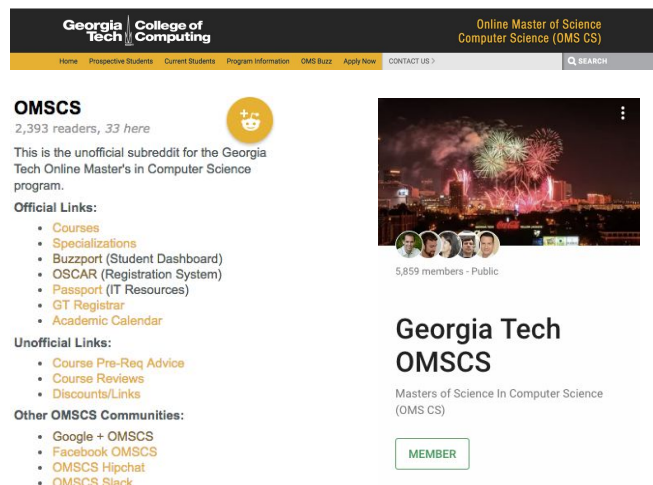 Georgia Tech
College of Computing
Online Master of Science
Computer Science (OMS CS)
Home Prospective Students Current Students Program Information OMS Buzz Apply Now CONTACT US > SEARCH
OMSCS
2,393 readers, 33 here
This is the unofficial subreddit for the Georgia
Tech Online Master's in Computer Science
program.
Official Links:
• Courses
• Specializations
• Buzzport (Student Dashboard)
• OSCAR (Registration System)
• Passport (IT Resources)
• GT Registrar
• Academic Calendar
Unofficial Links:
• Course Pre-Req Advice
• Course Reviews
• Discounts/Links
Other OMSCS Communities:
• Google + OMSCS
• Facebook OMSCS
• OMSCS Hipchat
• OMSCS Slack
5,859 members - Public
Georgia Tech
OMSCS
Masters of Science In Computer Science
(OMS CS)
MEMBER